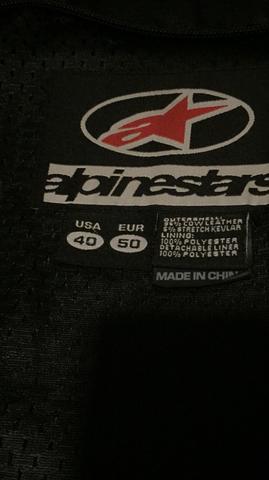 alpinestars
USA EUR
40 50
OUTERSHELL:
95% COW LEATHER
5% STRETCH KEVLAR
LINING:
100% POLYESTER
DETACHABLE LINER
100% POLYESTER
MADE IN CHINA